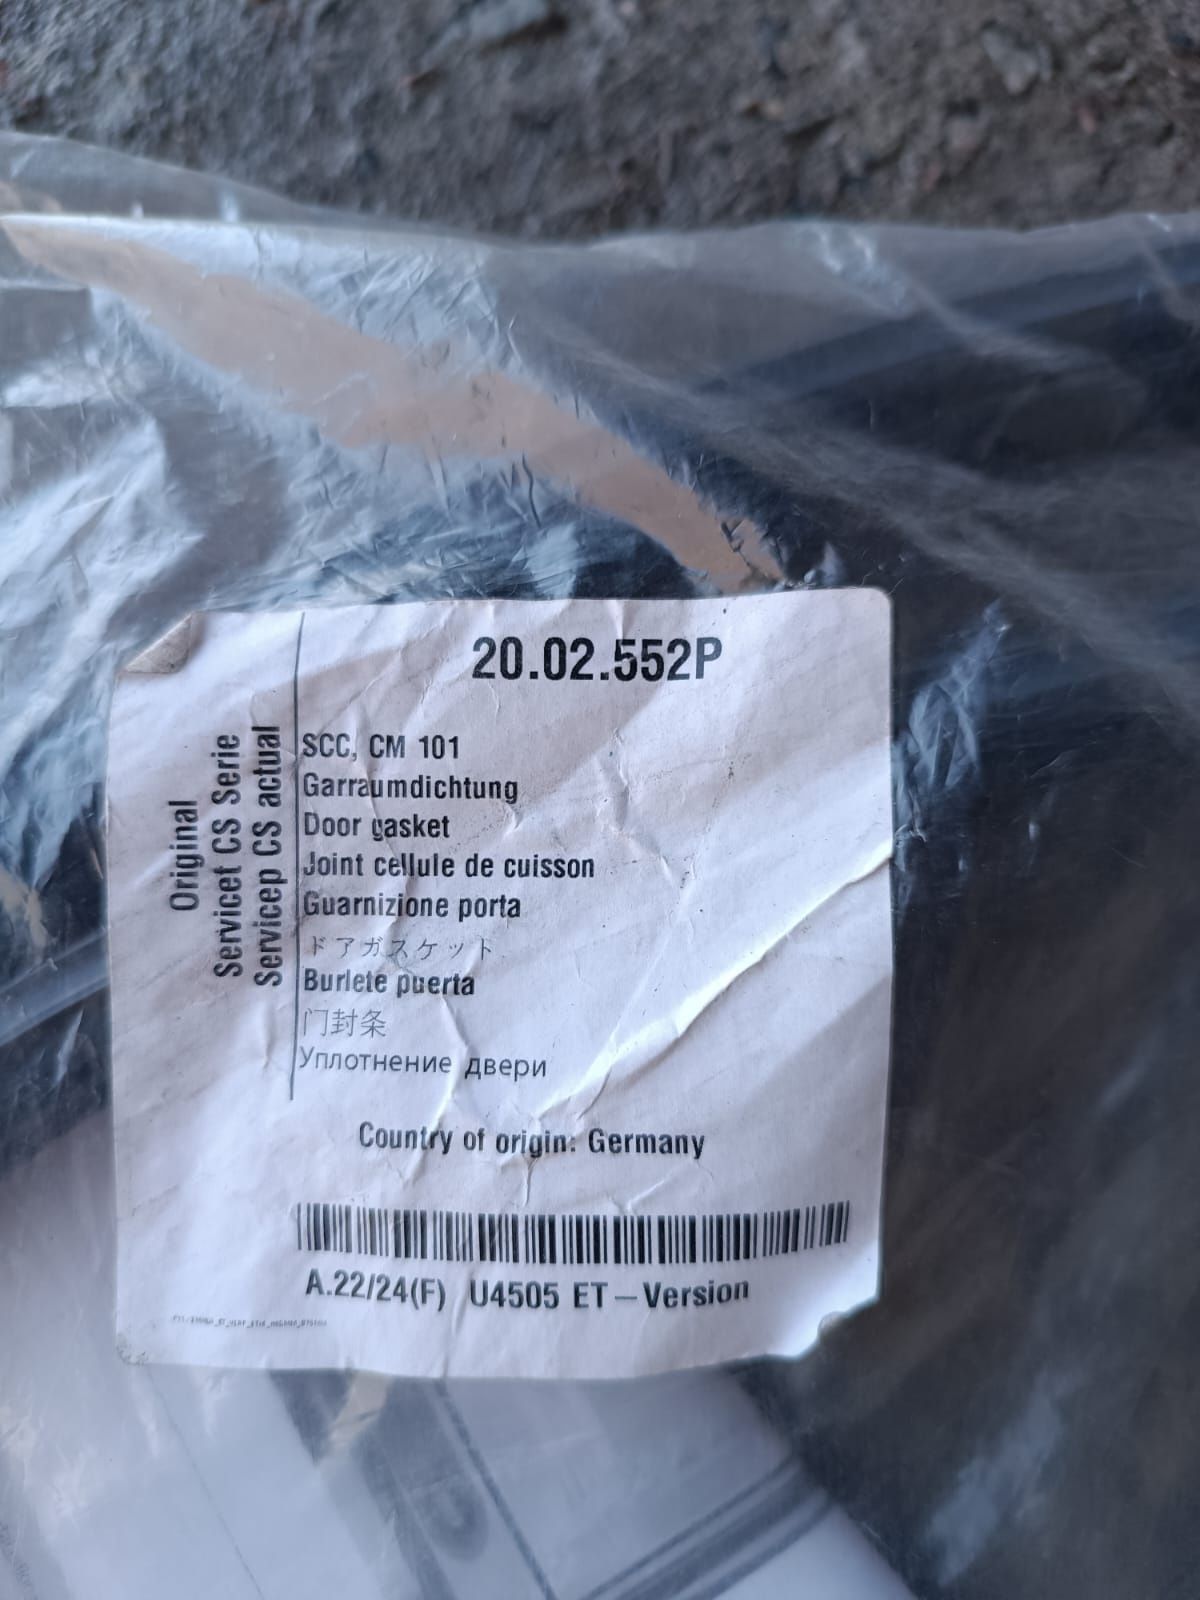 20.02.552P
Original
Servicet CS Serie
Servicep CS actual
SCC, CM 101
Garraumdichtung
Door gasket
Joint cellule de cuisson
Guarnizione porta
ドアガスケット
Burlete puerta
门封条
Уплотнение двери
Country of origin: Germany
A.22/24(F) U4505 ET – Version